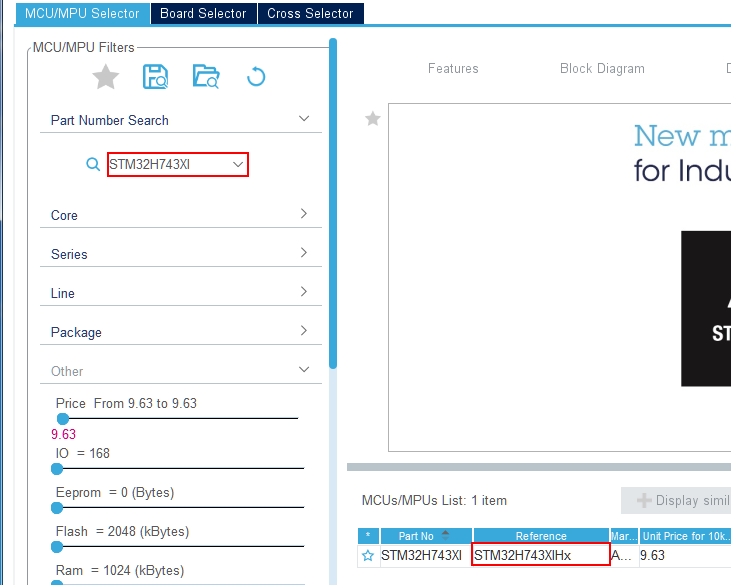 MCU/MPU Selector Board Selector Cross Selector
MCU/MPU Filters
Part Number Search
STM32H743XI
Core
Series
Line
Package
Other
Price From 9.63 to 9.63
9.63
IO = 168
Eeprom = 0 (Bytes)
Flash = 2048 (kBytes)
Ram = 1024 (kBytes)
Features Block Diagram D
New m
for Indu
ST
MCUs/MPUs List: 1 item
Display simil
* Part No Reference Mar... Unit Price for 10k...
STM32H743XI STM32H743XIHx A... 9.63